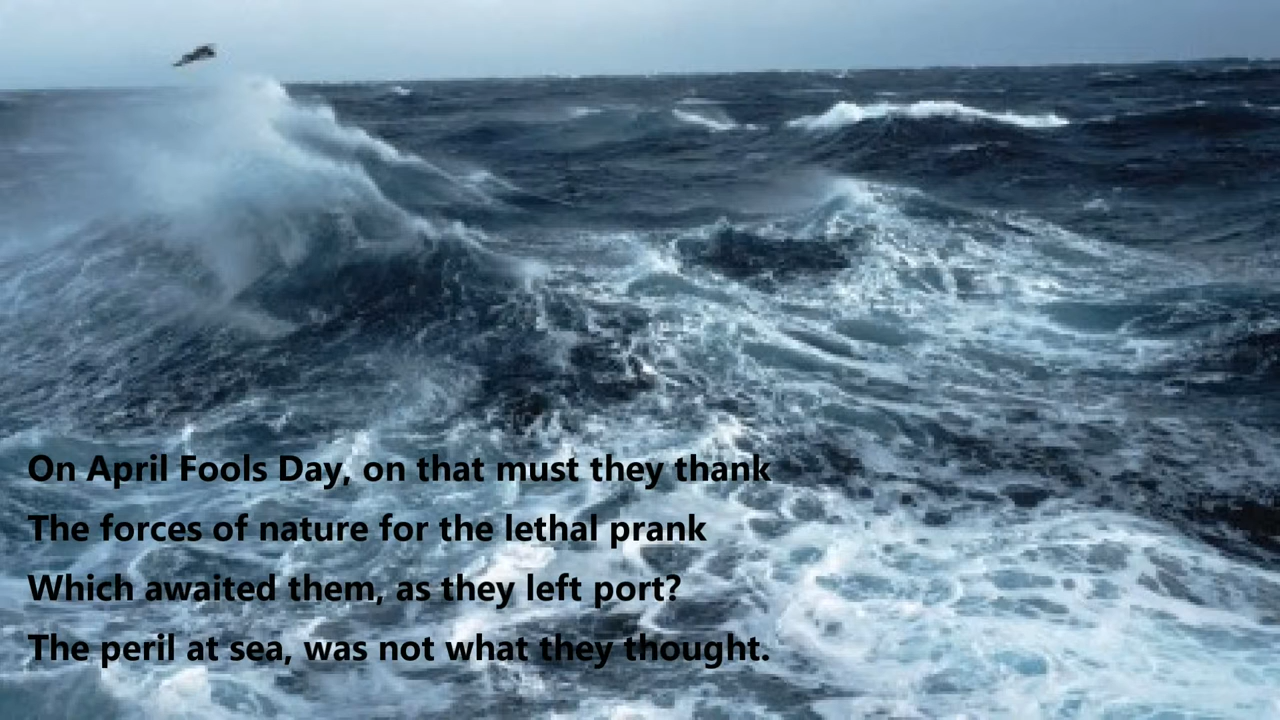 On April Fools Day, on that must they thank
The forces of nature for the lethal prank
Which awaited them, as they left port?
The peril at sea, was not what they thought.